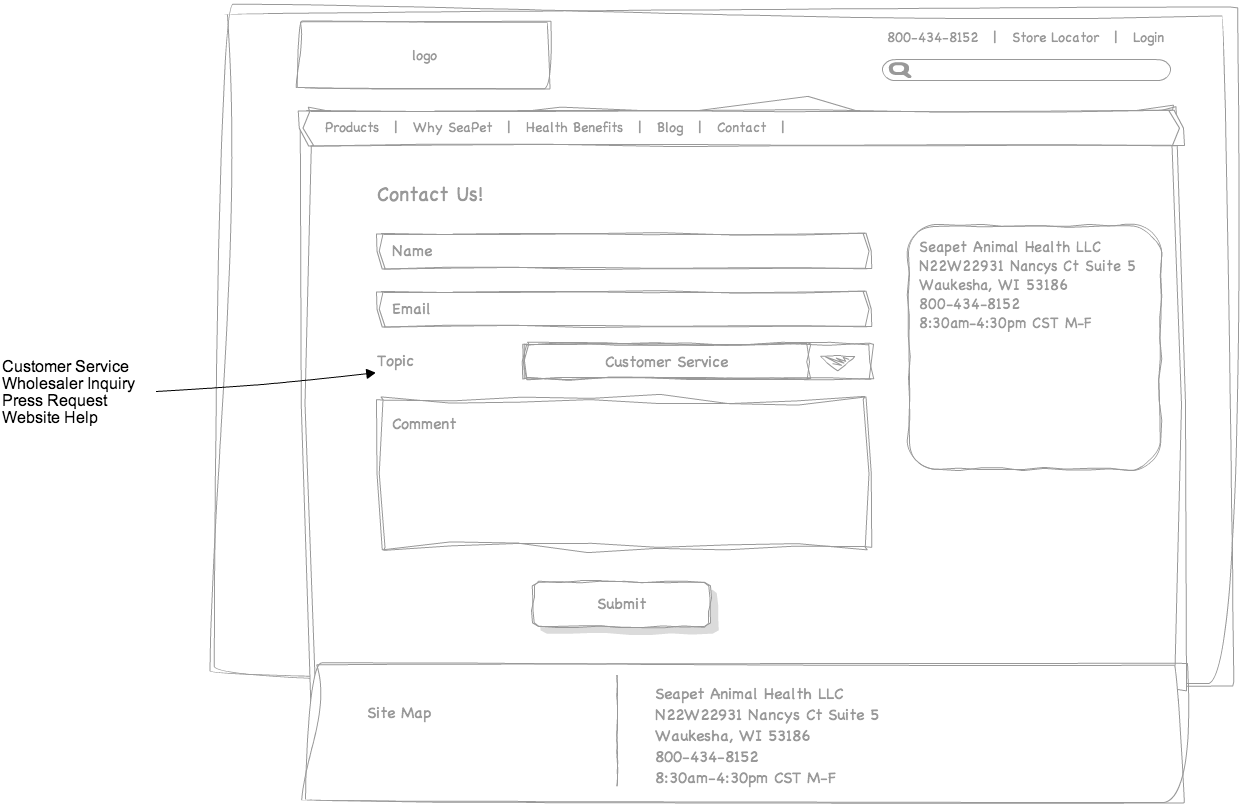 logo
800-434-8152 | Store Locator | Login
Products | Why SeaPet | Health Benefits | Blog | Contact |
Contact Us!
Name
Email
Topic
Customer Service
Comment
Submit
Seapet Animal Health LLC
N22W22931 Nancys Ct Suite 5
Waukesha, WI 53186
800-434-8152
8:30am-4:30pm CST M-F
Customer Service
Wholesaler Inquiry
Press Request
Website Help
Site Map
Seapet Animal Health LLC
N22W22931 Nancys Ct Suite 5
Waukesha, WI 53186
800-434-8152
8:30am-4:30pm CST M-F